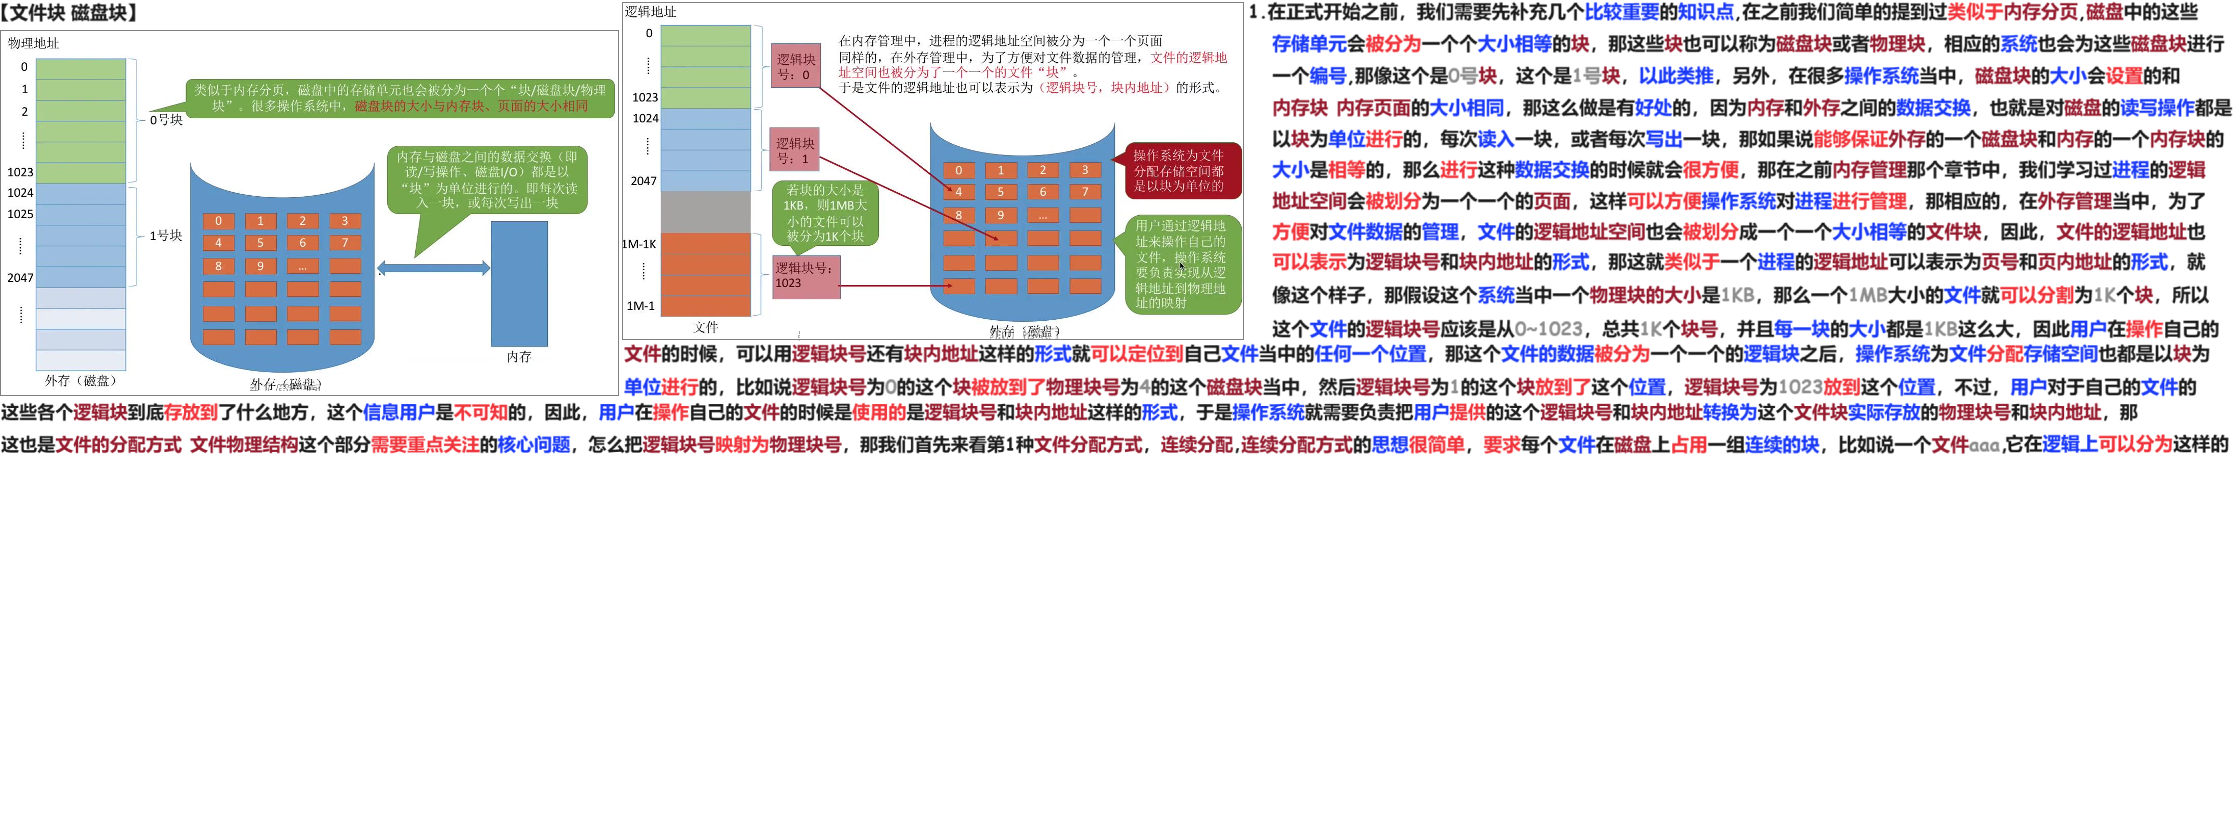 【文件块 磁盘块】
物理地址
0
1
2
┊
1023
1024
1025
┊
2047
┊
0号块
1号块
外存（磁盘）
类似于内存分页，磁盘中的存储单元也会被分为一个个“块/磁盘块/物理
块”。很多操作系统中，磁盘块的大小与内存块、页面的大小相同
内存与磁盘之间的数据交换（即
读/写操作、磁盘I/O）都是以
“块”为单位进行的。即每次读
入一块，或每次写出一块
0 1 2 3
4 5 6 7
8 9 …
外存（磁盘）
内存
逻辑地址
0
┊
1023
1024
┊
2047
1M-1K
┊
1M-1
文件
逻辑块
号：0
逻辑块
号：1
逻辑块号：
1023
若块的大小是
1KB，则1MB大
小的文件可以
被分为1K个块
在内存管理中，进程的逻辑地址空间被分为一个一个页面
同样的，在外存管理中，为了方便对文件数据的管理，文件的逻辑地
址空间也被分为了一个一个的文件“块”。
于是文件的逻辑地址也可以表示为（逻辑块号，块内地址）的形式。
0 1 2 3
4 5 6 7
8 9 …
外存（磁盘）
操作系统为文件
分配存储空间都
是以块为单位的
用户通过逻辑地
址来操作自己的
文件，操作系统
要负责实现从逻
辑地址到物理地
址的映射
1.在正式开始之前，我们需要先补充几个比较重要的知识点,在之前我们简单的提到过类似于内存分页,磁盘中的这些
存储单元会被分为一个个大小相等的块，那这些块也可以称为磁盘块或者物理块，相应的系统也会为这些磁盘块进行
一个编号,那像这个是0号块，这个是1号块，以此类推，另外，在很多操作系统当中，磁盘块的大小会设置的和
内存块 内存页面的大小相同，那这么做是有好处的，因为内存和外存之间的数据交换，也就是对磁盘的读写操作都是
以块为单位进行的，每次读入一块，或者每次写出一块，那如果说能够保证外存的一个磁盘块和内存的一个内存块的
大小是相等的，那么进行这种数据交换的时候就会很方便，那在之前内存管理那个章节中，我们学习过进程的逻辑
地址空间会被划分为一个一个的页面，这样可以方便操作系统对进程进行管理，那相应的，在外存管理当中，为了
方便对文件数据的管理，文件的逻辑地址空间也会被划分成一个一个大小相等的文件块，因此，文件的逻辑地址也
可以表示为逻辑块号和块内地址的形式，那这就类似于一个进程的逻辑地址可以表示为页号和页内地址的形式，就
像这个样子，那假设这个系统当中一个物理块的大小是1KB，那么一个1MB大小的文件就可以分割为1K个块，所以
这个文件的逻辑块号应该是从0~1023，总共1K个块号，并且每一块的大小都是1KB这么大，因此用户在操作自己的
文件的时候，可以用逻辑块号还有块内地址这样的形式就可以定位到自己文件当中的任何一个位置，那这个文件的数据被分为一个一个的逻辑块之后，操作系统为文件分配存储空间也都是以块为
单位进行的，比如说逻辑块号为0的这个块被放到了物理块号为4的这个磁盘块当中，然后逻辑块号为1的这个块放到了这个位置，逻辑块号为1023放到这个位置，不过，用户对于自己的文件的
这些各个逻辑块到底存放到了什么地方，这个信息用户是不可知的，因此，用户在操作自己的文件的时候是使用的是逻辑块号和块内地址这样的形式，于是操作系统就需要负责把用户提供的这个逻辑块号和块内地址转换为这个文件块实际存放的物理块号和块内地址，那
这也是文件的分配方式 文件物理结构这个部分需要重点关注的核心问题，怎么把逻辑块号映射为物理块号，那我们首先来看第1种文件分配方式，连续分配,连续分配方式的思想很简单，要求每个文件在磁盘上占用一组连续的块，比如说一个文件aaa,它在逻辑上可以分为这样的